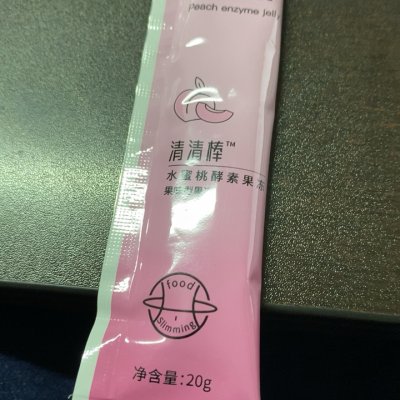 peach enzyme jell
清清棒™
水蜜桃酵素果冻
food
Slimming
净含量:20g